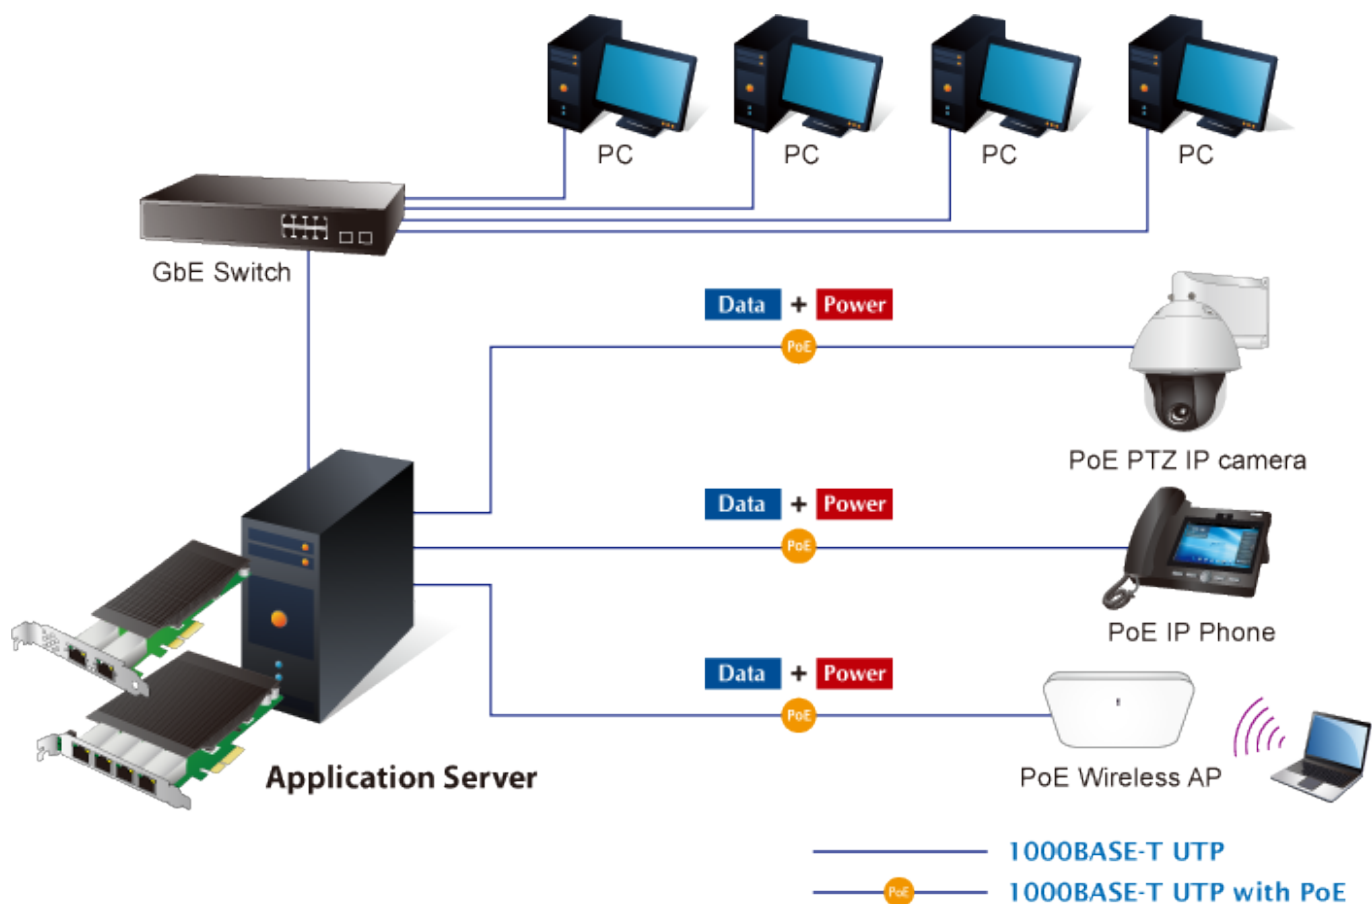 PC
PC
PC
PC
GbE Switch
Data + Power
PoE
PoE PTZ IP camera
Data + Power
PoE
PoE IP Phone
Data + Power
PoE
PoE Wireless AP
Application Server
1000BASE-T UTP
PoE
1000BASE-T UTP with PoE